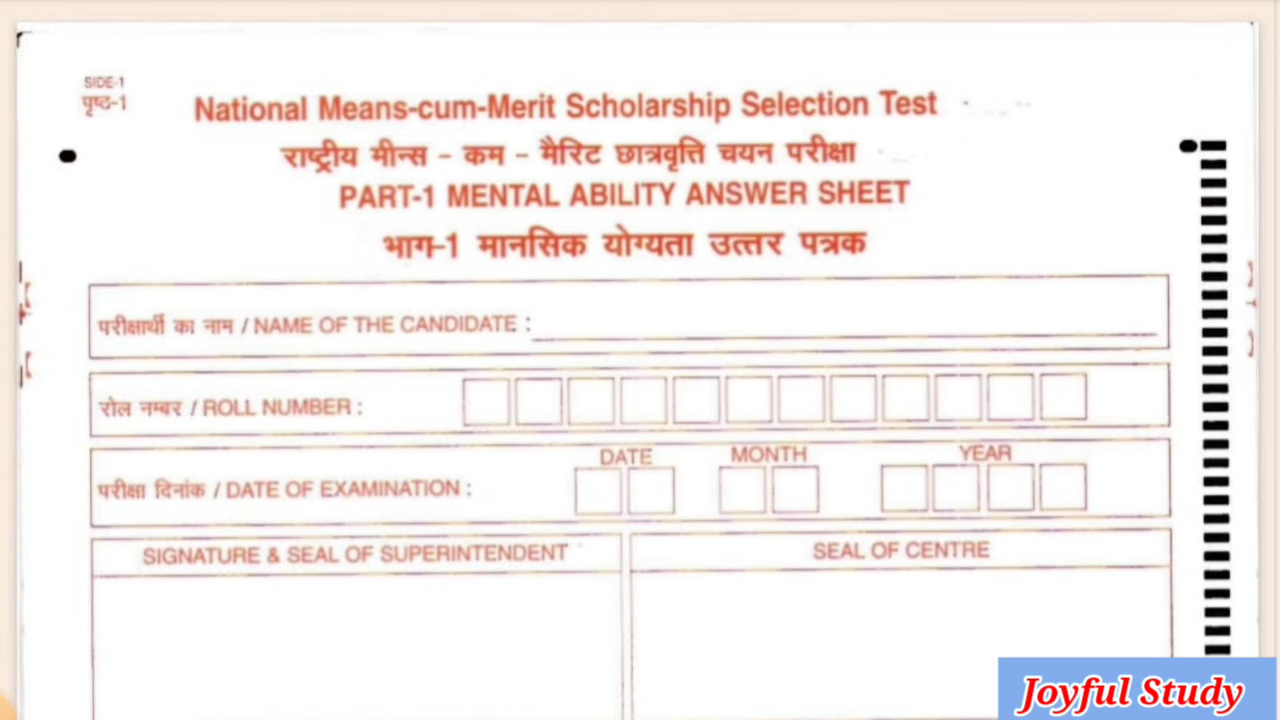 SIDE-1
पृष्ठ-1
National Means-cum-Merit Scholarship Selection Test
राष्ट्रीय मीन्स - कम - मैरिट छात्रवृत्ति चयन परीक्षा
PART-1 MENTAL ABILITY ANSWER SHEET
भाग-1 मानसिक योग्यता उत्तर पत्रक
परीक्षार्थी का नाम / NAME OF THE CANDIDATE :
रोल नम्बर / ROLL NUMBER :
DATE MONTH YEAR
परीक्षा दिनांक / DATE OF EXAMINATION :
SIGNATURE & SEAL OF SUPERINTENDENT
SEAL OF CENTRE
Joyful Study